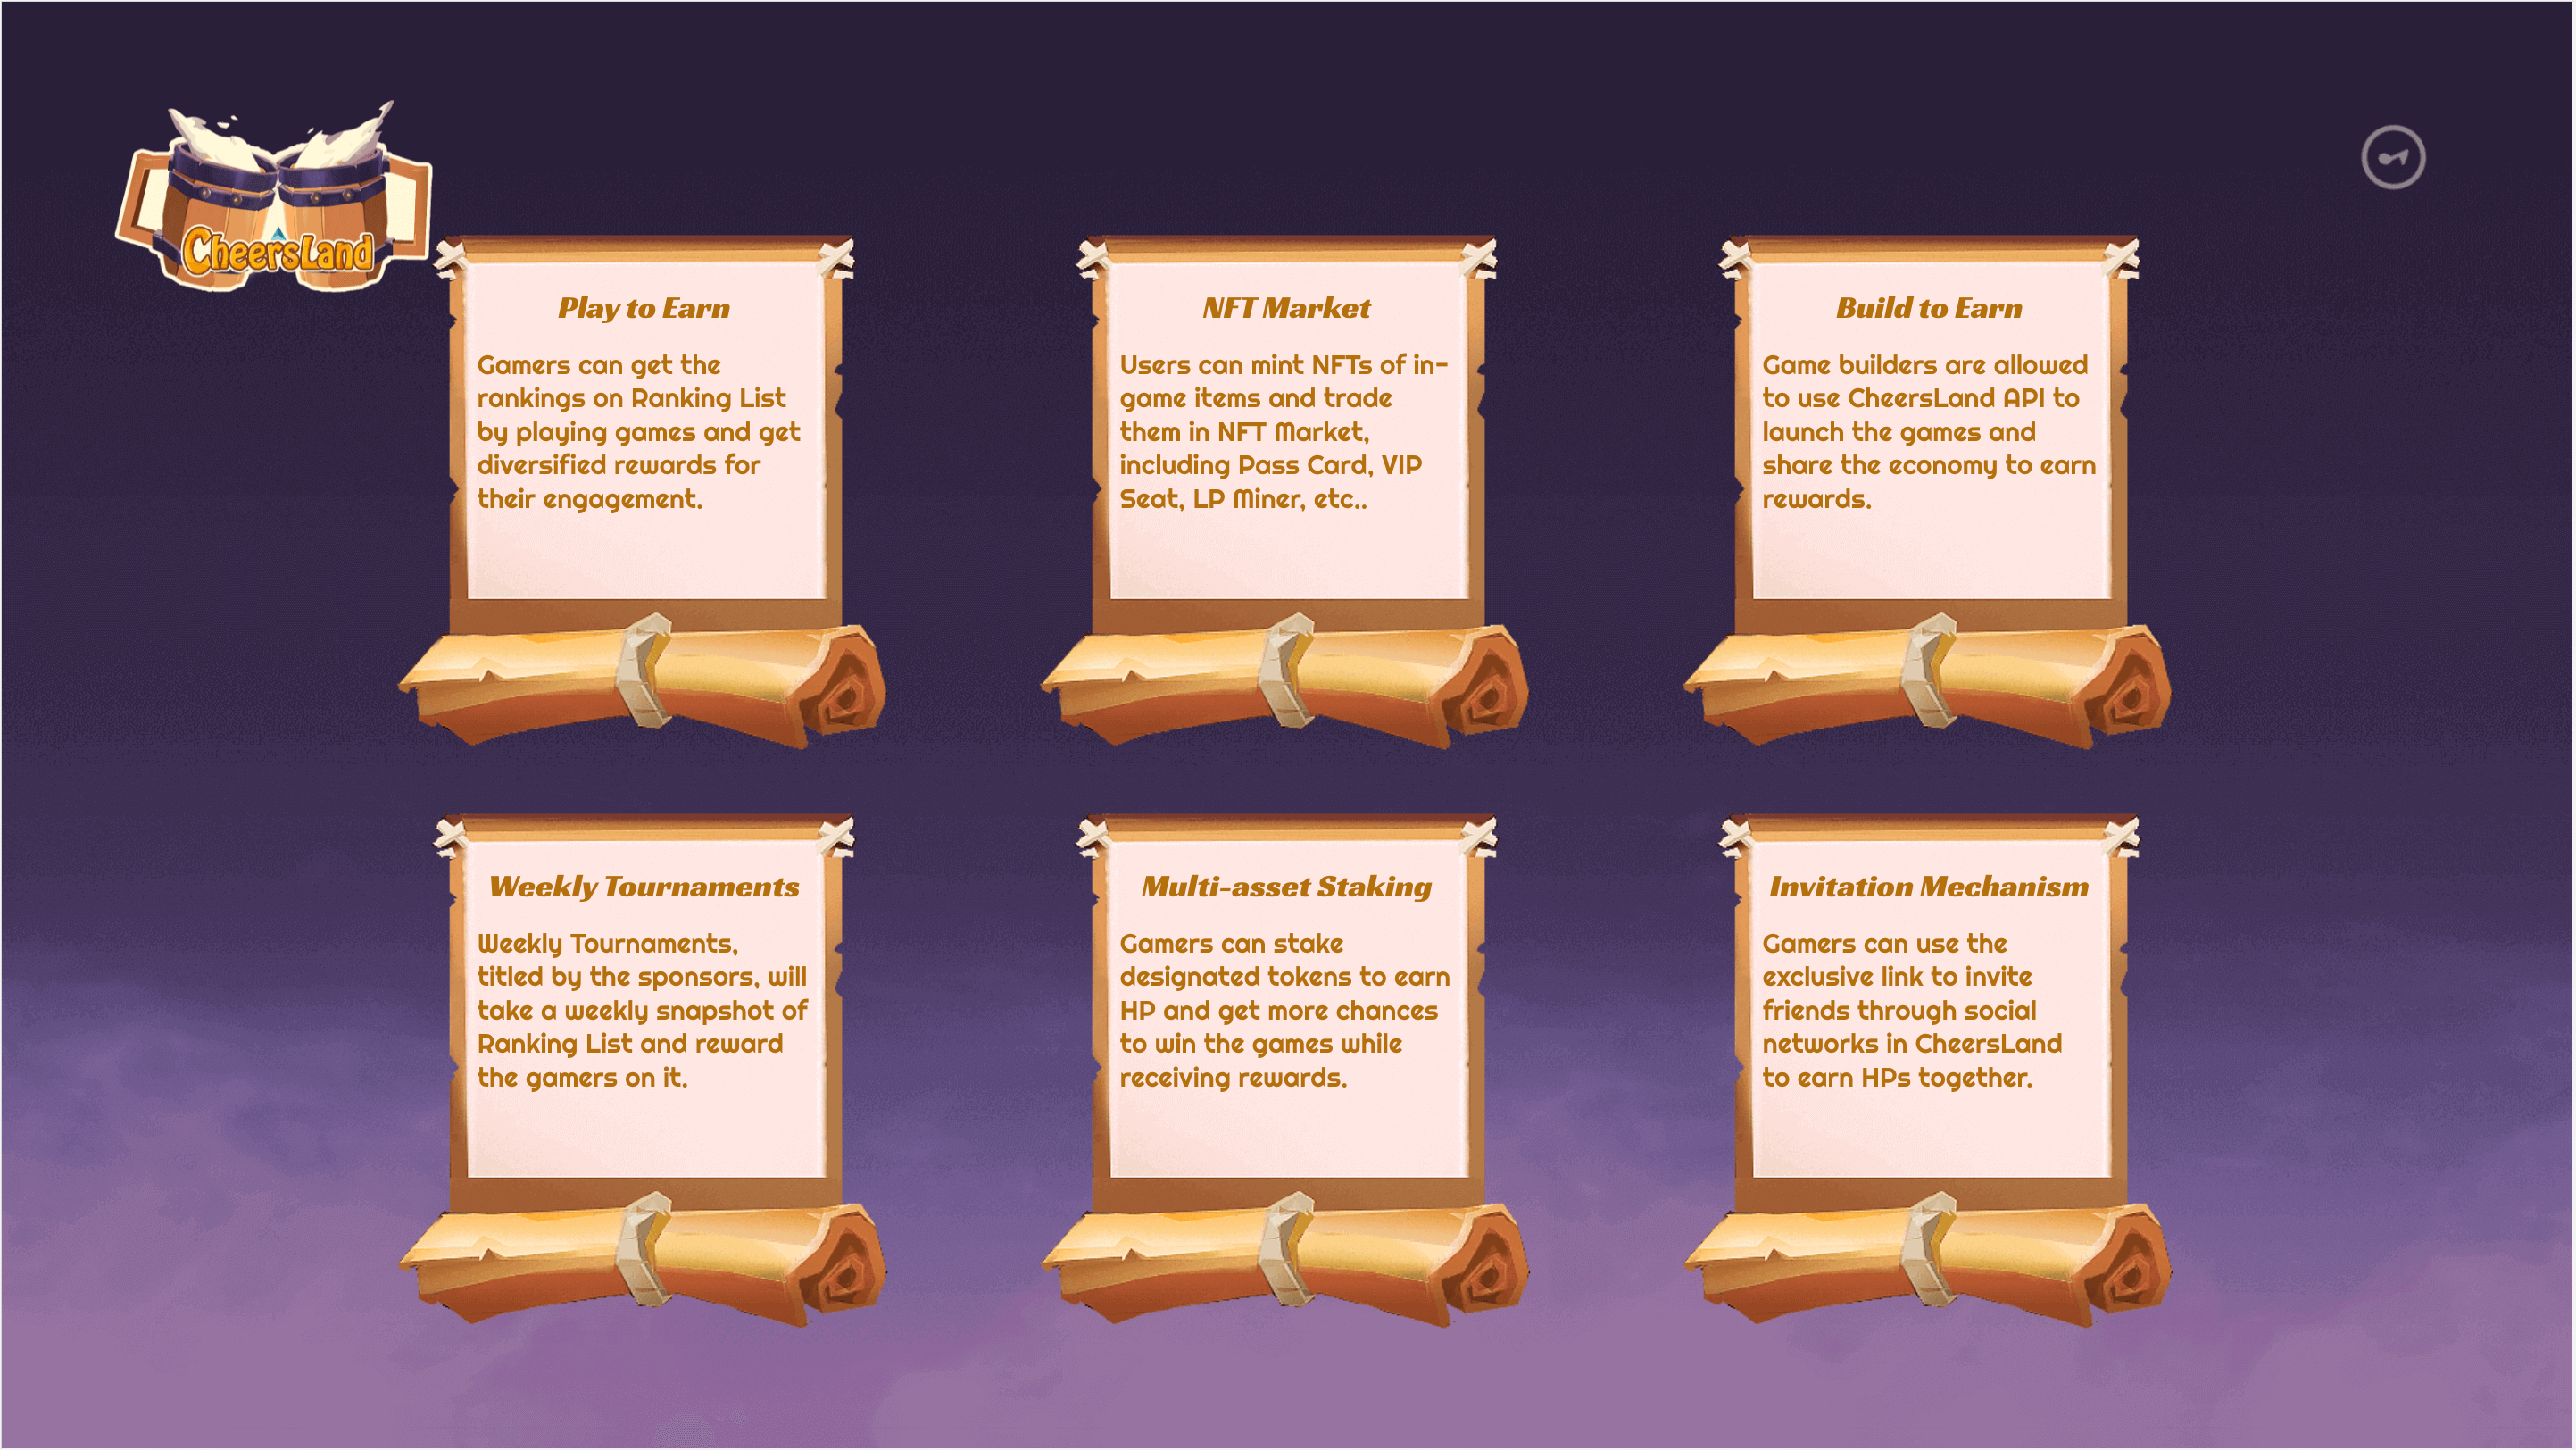 CheersLand
Play to Earn
Gamers can get the
rankings on Ranking List
by playing games and get
diversified rewards for
their engagement.
NFT Market
Users can mint NFTs of in-
game items and trade
them in NFT Market,
including Pass Card, VIP
Seat, LP Miner, etc..
Build to Earn
Game builders are allowed
to use CheersLand API to
launch the games and
share the economy to earn
rewards.
Weekly Tournaments
Weekly Tournaments,
titled by the sponsors, will
take a weekly snapshot of
Ranking List and reward
the gamers on it.
Multi-asset Staking
Gamers can stake
designated tokens to earn
HP and get more chances
to win the games while
receiving rewards.
Invitation Mechanism
Gamers can use the
exclusive link to invite
friends through social
networks in CheersLand
to earn HPs together.